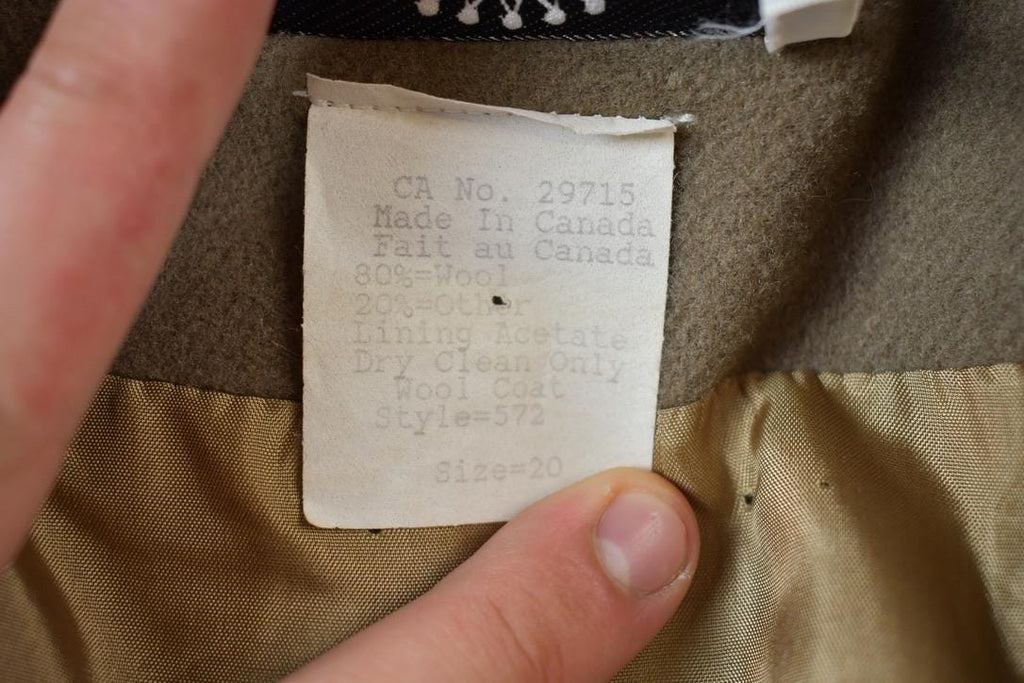 CA No. 29715
Made In Canada
Fait au Canada
80%=Wool
20%=Other
Lining Acetate
Dry Clean Only
Wool Coat
Style=572
Size=20